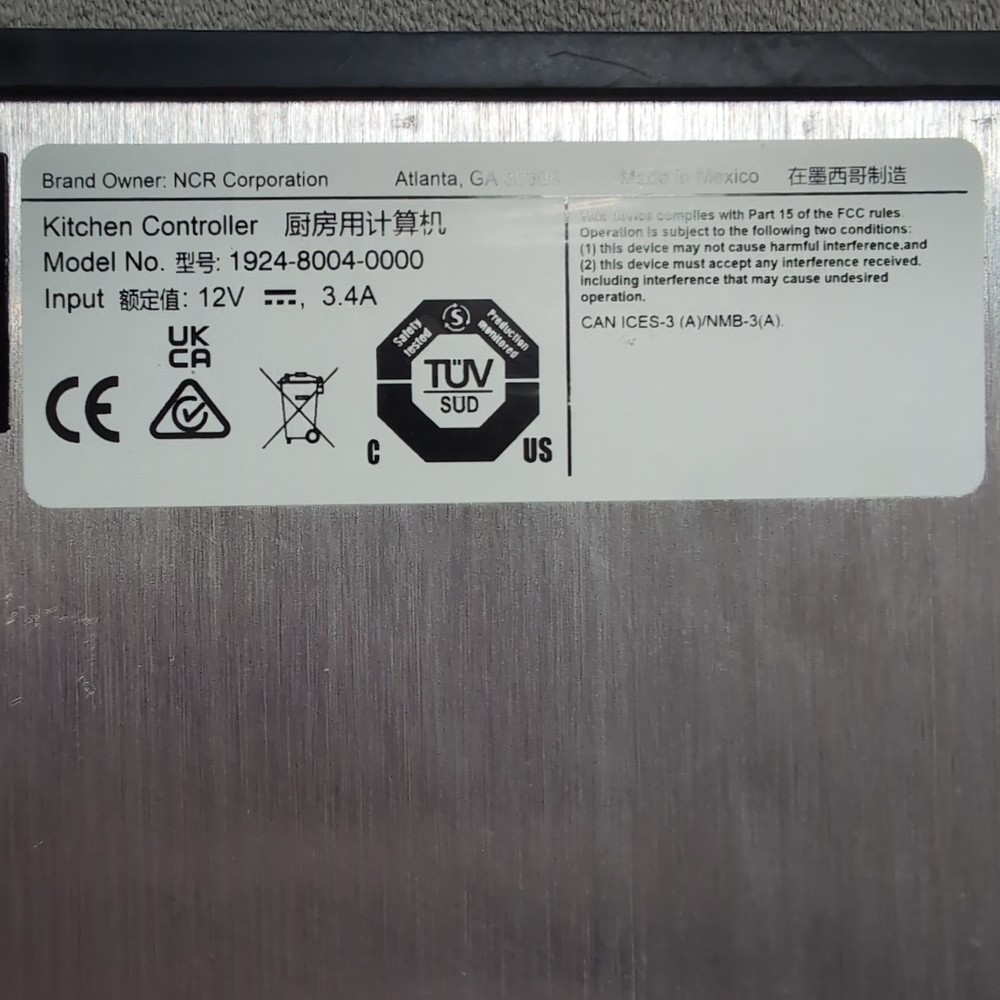 Brand Owner: NCR Corporation Atlanta, GA Made in Mexico 在墨西哥制造
Kitchen Controller 厨房用计算机
Model No. 型号: 1924-8004-0000
Input 额定值: 12V ⎓, 3.4A
UK
CA
CE
Safety tested
S
Production monitored
TÜV
SÜD
C US
This device complies with Part 15 of the FCC rules.
Operation is subject to the following two conditions:
(1) this device may not cause harmful interference,and
(2) this device must accept any interference received.
including interference that may cause undesired
operation.
CAN ICES-3 (A)/NMB-3(A).